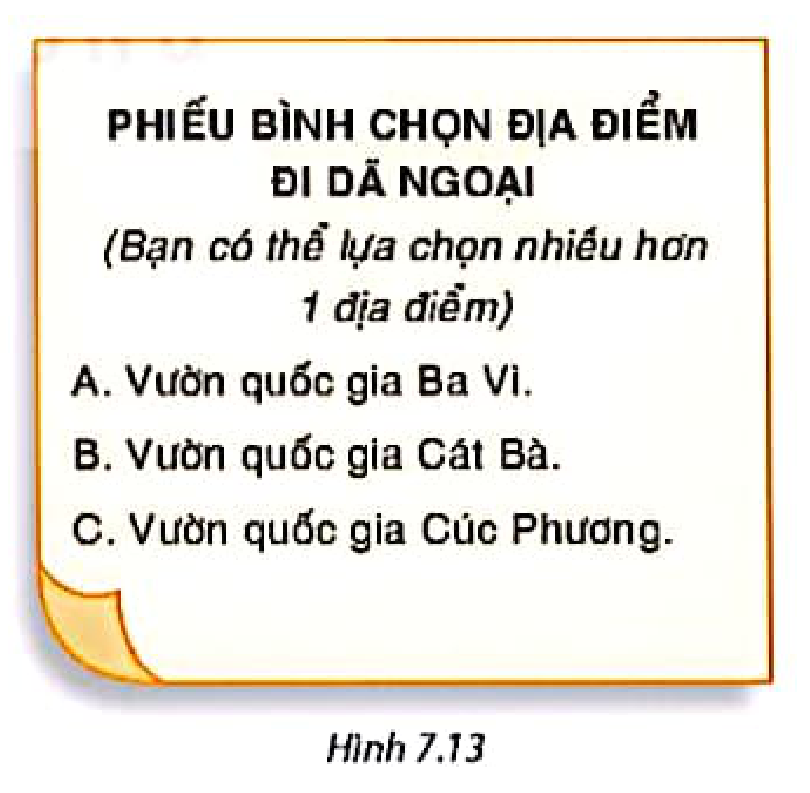 PHIẾU BÌNH CHỌN ĐỊA ĐIỂM
ĐI DÃ NGOẠI
(Bạn có thể lựa chọn nhiều hơn
1 địa điểm)
A. Vườn quốc gia Ba Vì.
B. Vườn quốc gia Cát Bà.
C. Vườn quốc gia Cúc Phương.
Hình 7.13